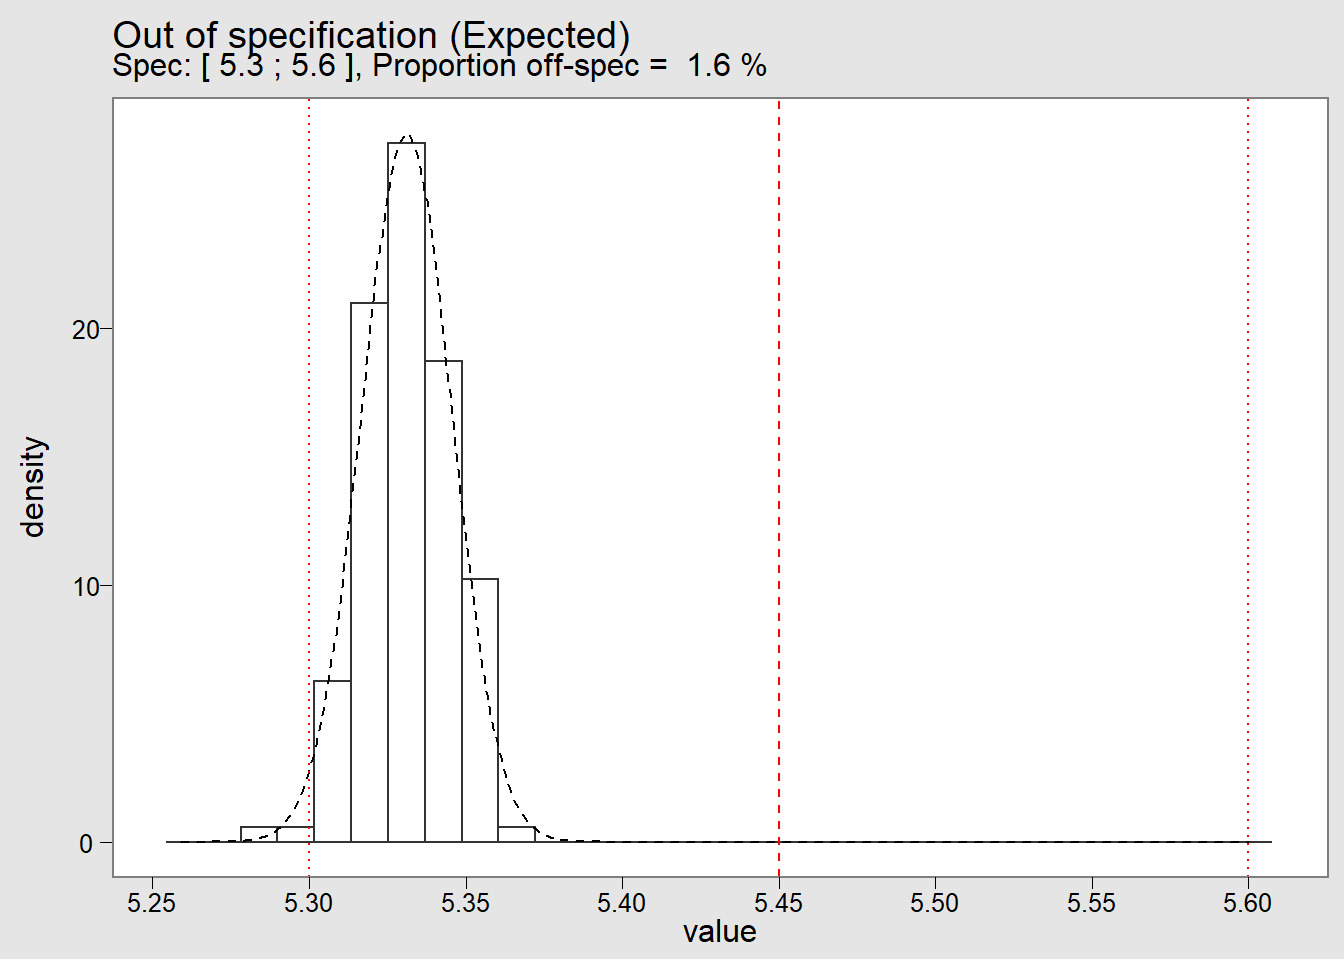 Out of specification (Expected)
Spec: [ 5.3 ; 5.6 ], Proportion off-spec =  1.6 %
density
20
10
0
5.25 5.30 5.35 5.40 5.45 5.50 5.55 5.60
value